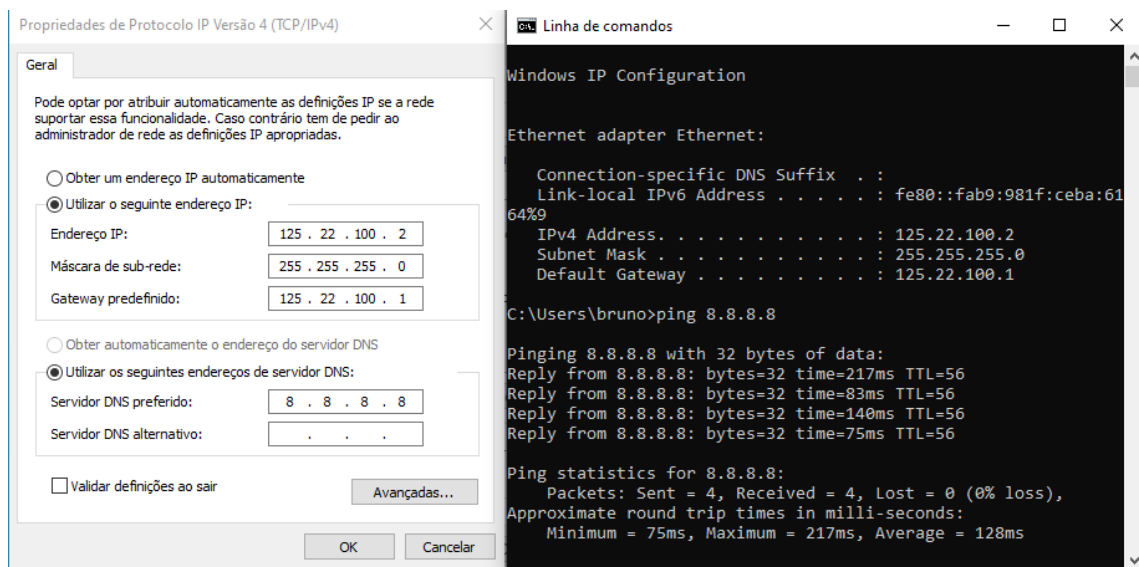 Propriedades de Protocolo IP Versão 4 (TCP/IPv4)
Geral
Pode optar por atribuir automaticamente as definições IP se a rede
suportar essa funcionalidade. Caso contrário tem de pedir ao
administrador de rede as definições IP apropriadas.
Obter um endereço IP automaticamente
Utilizar o seguinte endereço IP:
Endereço IP: 125 . 22 . 100 . 2
Máscara de sub-rede: 255 . 255 . 255 . 0
Gateway predefinido: 125 . 22 . 100 . 1
Obter automaticamente o endereço do servidor DNS
Utilizar os seguintes endereços de servidor DNS:
Servidor DNS preferido: 8 . 8 . 8 . 8
Servidor DNS alternativo: . . .
Validar definições ao sair
Avançadas...
OK Cancelar
Linha de comandos
Windows IP Configuration
Ethernet adapter Ethernet:
Connection-specific DNS Suffix . :
Link-local IPv6 Address . . . . . : fe80::fab9:981f:ceba:61
64%9
IPv4 Address. . . . . . . . . . . : 125.22.100.2
Subnet Mask . . . . . . . . . . . : 255.255.255.0
Default Gateway . . . . . . . . . : 125.22.100.1
C:\Users\bruno>ping 8.8.8.8
Pinging 8.8.8.8 with 32 bytes of data:
Reply from 8.8.8.8: bytes=32 time=217ms TTL=56
Reply from 8.8.8.8: bytes=32 time=83ms TTL=56
Reply from 8.8.8.8: bytes=32 time=140ms TTL=56
Reply from 8.8.8.8: bytes=32 time=75ms TTL=56
Ping statistics for 8.8.8.8:
Packets: Sent = 4, Received = 4, Lost = 0 (0% loss),
Approximate round trip times in milli-seconds:
Minimum = 75ms, Maximum = 217ms, Average = 128ms